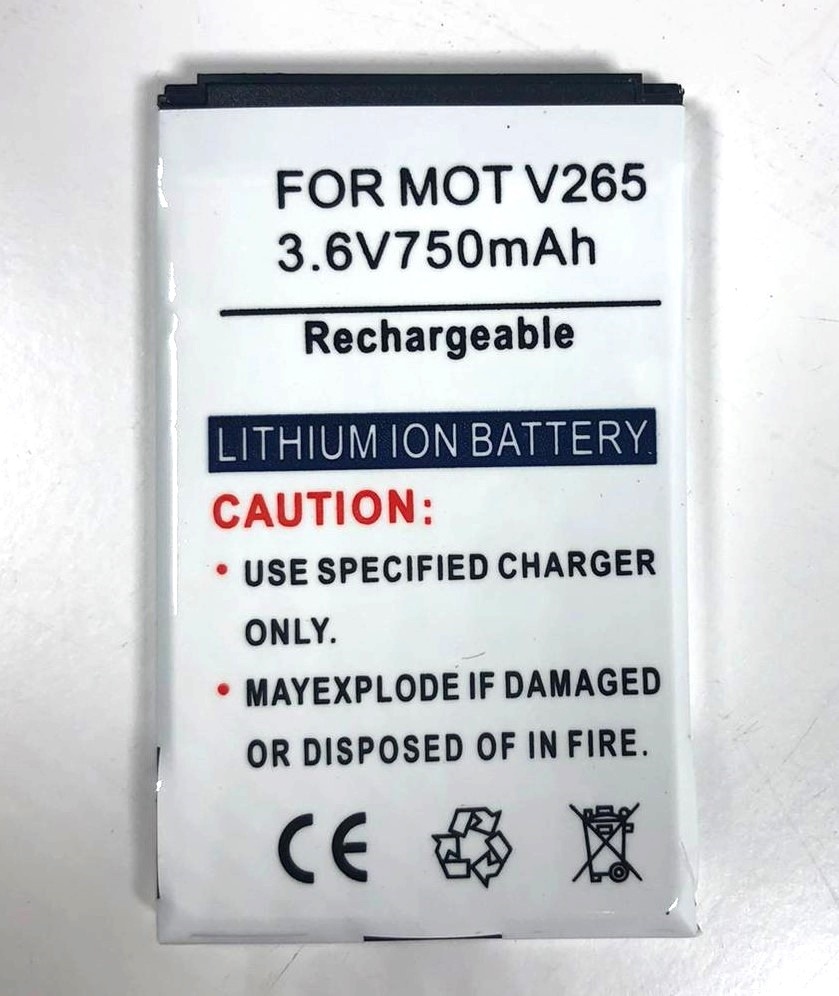 FOR MOT V265
3.6V750mAh
Rechargeable
LITHIUM ION BATTERY
CAUTION:
• USE SPECIFIED CHARGER
ONLY.
• MAYEXPLODE IF DAMAGED
OR DISPOSED OF IN FIRE.
CE